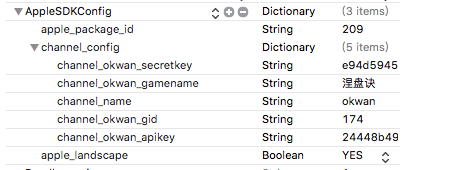 AppleSDKConfig Dictionary (3 items)
apple_package_id String 209
channel_config Dictionary (5 items)
channel_okwan_secretkey String e94d5945
channel_okwan_gamename String 涅盘诀
channel_name String okwan
channel_okwan_gid String 174
channel_okwan_apikey String 24448b49
apple_landscape Boolean YES